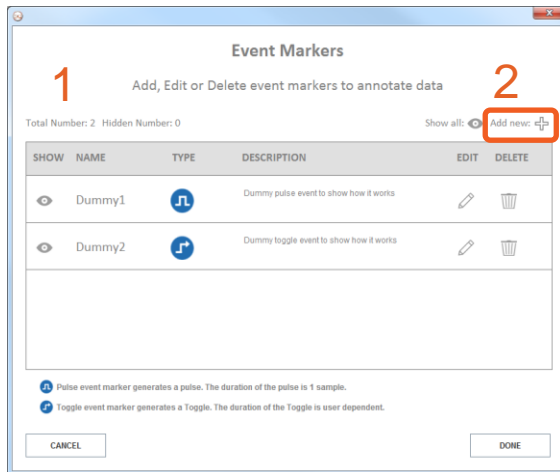 Event Markers
1
2
Add, Edit or Delete event markers to annotate data
Total Number: 2 Hidden Number: 0 Show all: Add new:
SHOW NAME TYPE DESCRIPTION EDIT DELETE
Dummy1 Dummy pulse event to show how it works
Dummy2 Dummy toggle event to show how it works
Pulse event marker generates a pulse. The duration of the pulse is 1 sample.
Toggle event marker generates a Toggle. The duration of the Toggle is user dependent.
CANCEL DONE